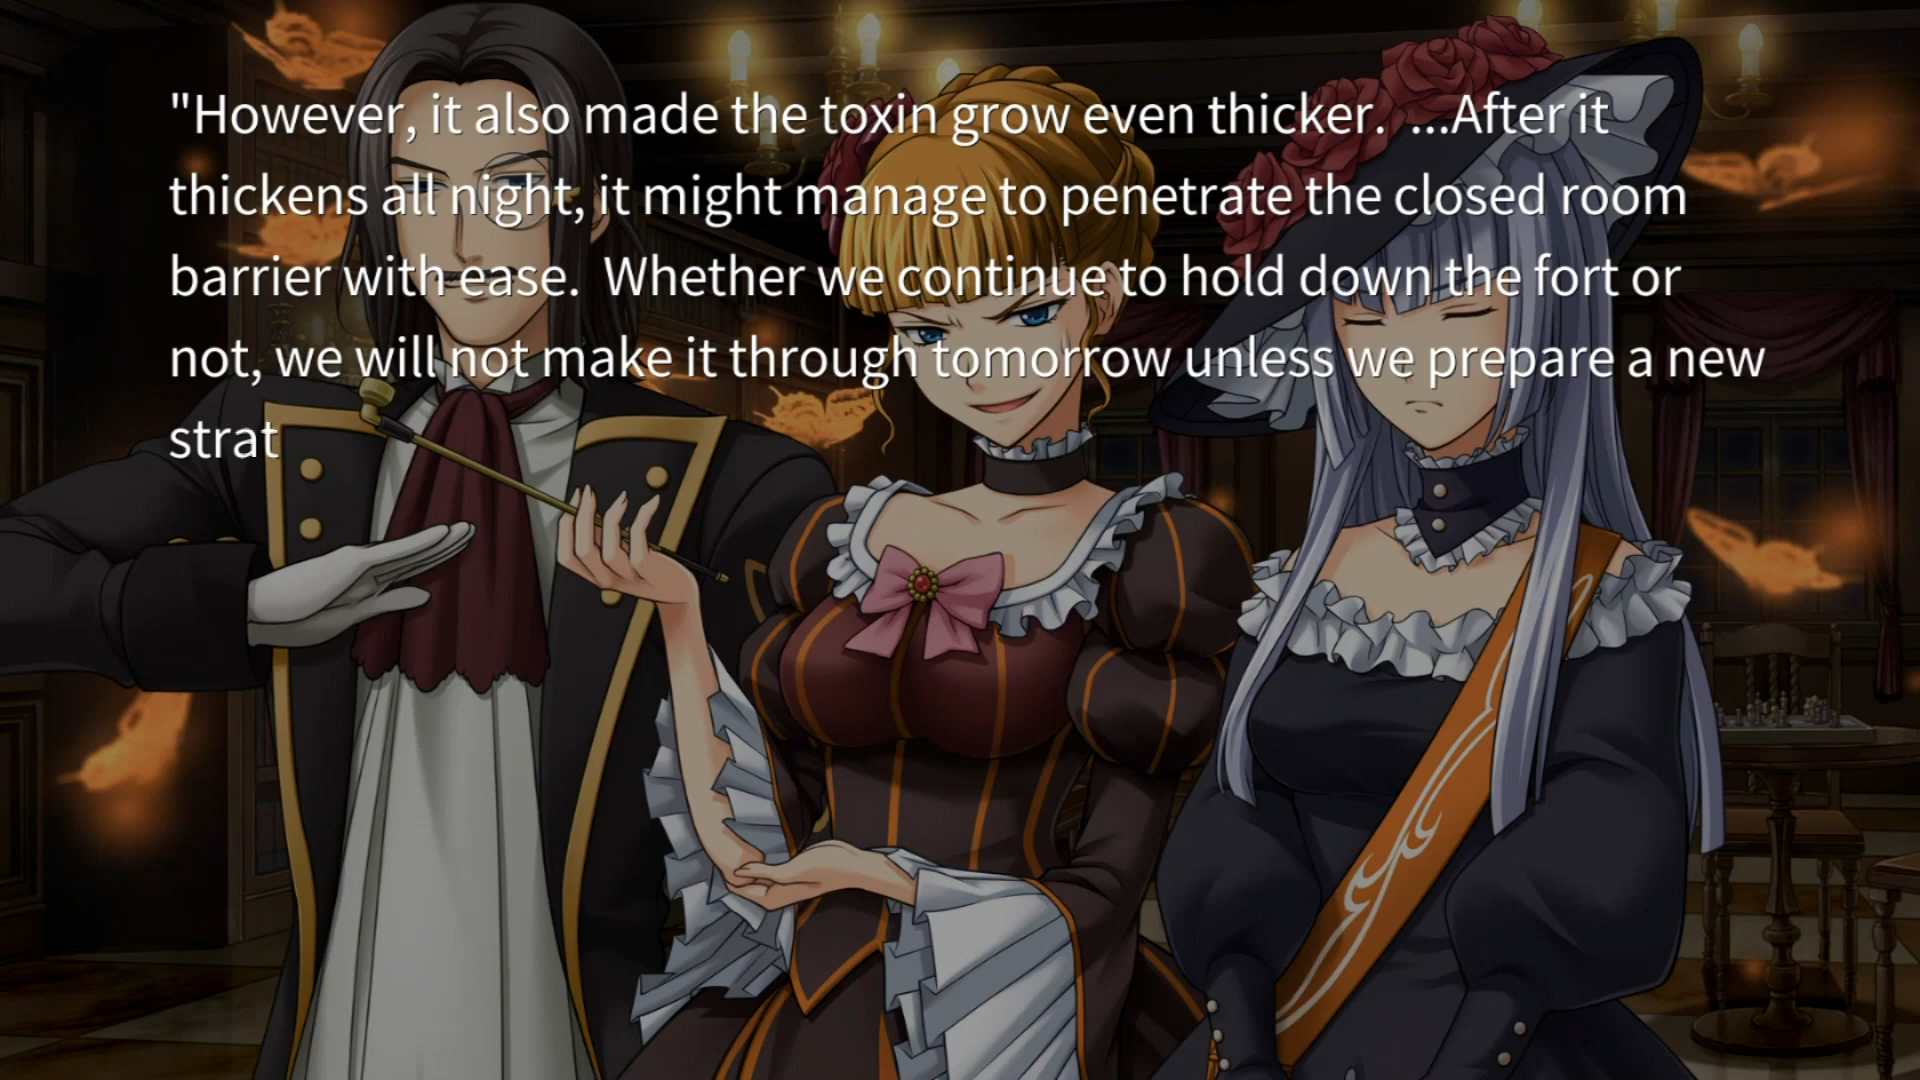 "However, it also made the toxin grow even thicker.  ...After it
thickens all night, it might manage to penetrate the closed room
barrier with ease.  Whether we continue to hold down the fort or
not, we will not make it through tomorrow unless we prepare a new
strat